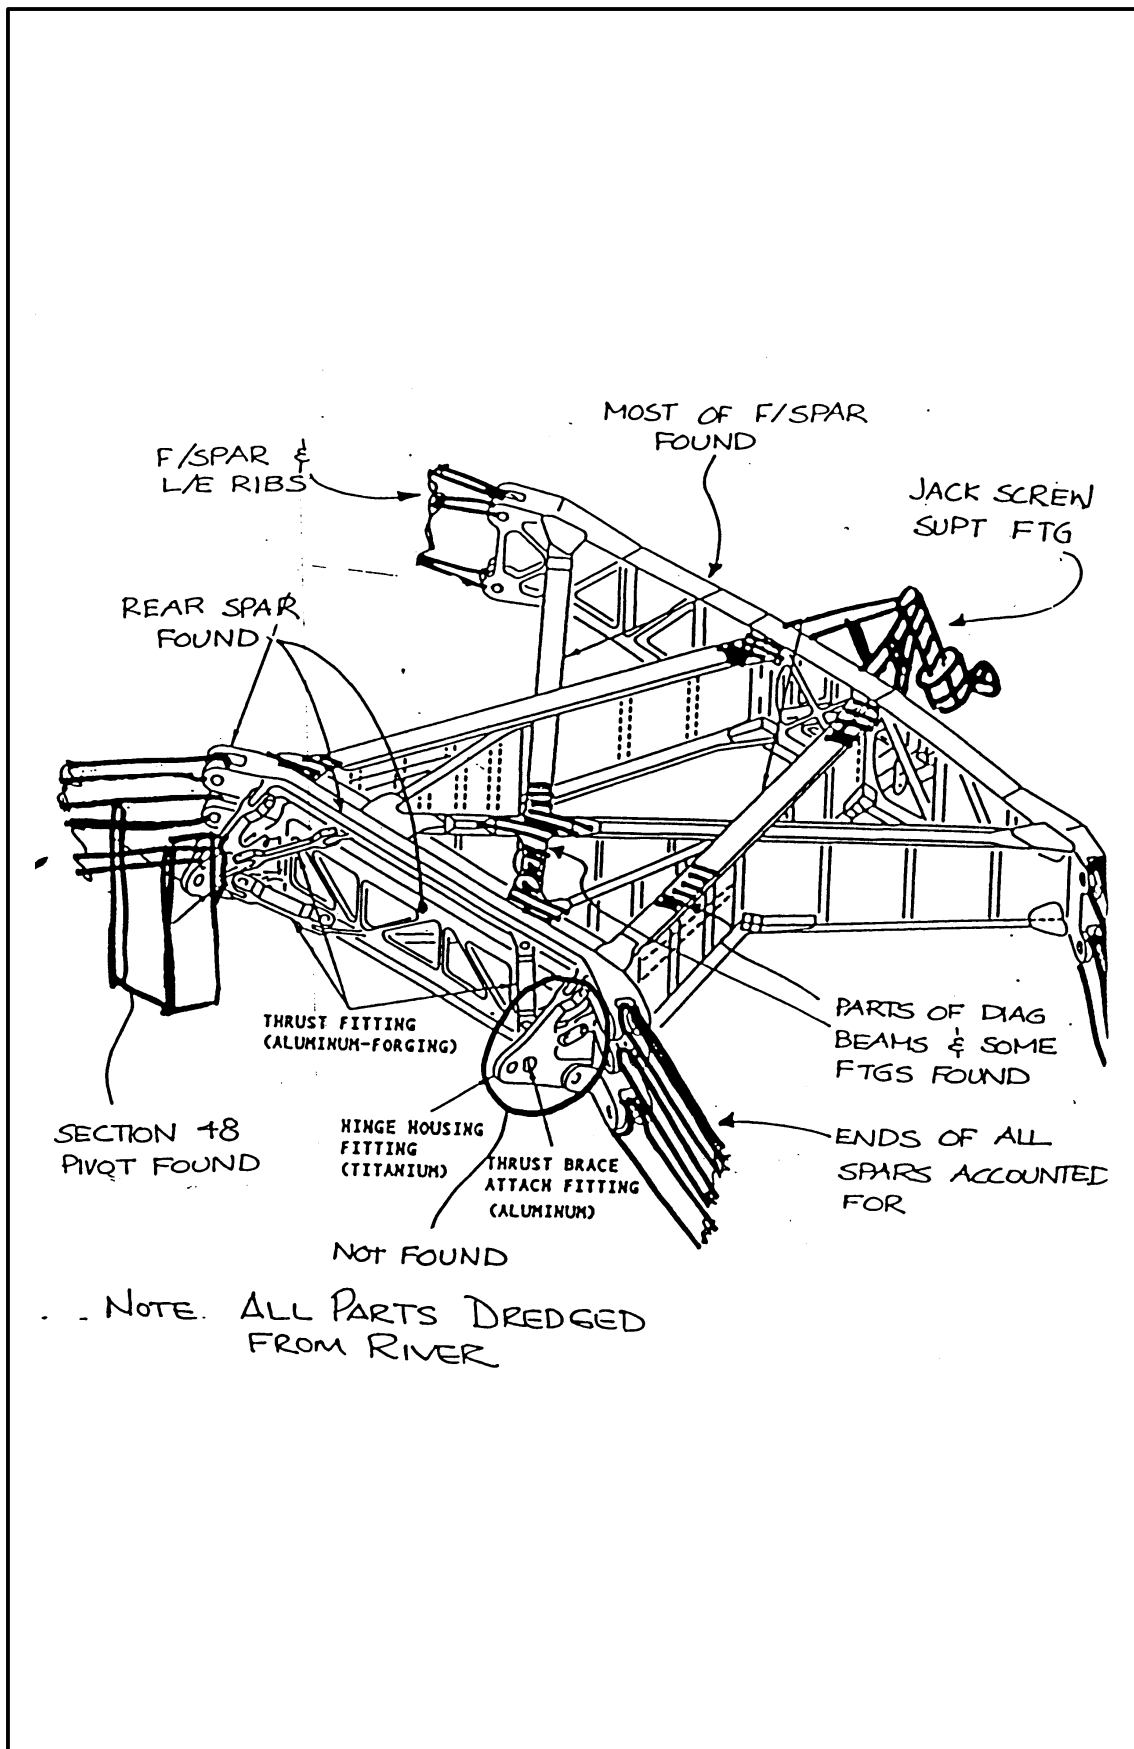 MOST OF F/SPAR
FOUND
F/SPAR &
L/E RIBS
JACK SCREW
SUPT FTG
REAR SPAR
FOUND
THRUST FITTING
(ALUMINUM-FORGING)
PARTS OF DIAG
BEAMS & SOME
FTGS FOUND
SECTION 48
PIVOT FOUND
HINGE HOUSING
FITTING
(TITANIUM)
THRUST BRACE
ATTACH FITTING
(ALUMINUM)
ENDS OF ALL
SPARS ACCOUNTED
FOR
NOT FOUND
NOTE. ALL PARTS DREDGED
FROM RIVER